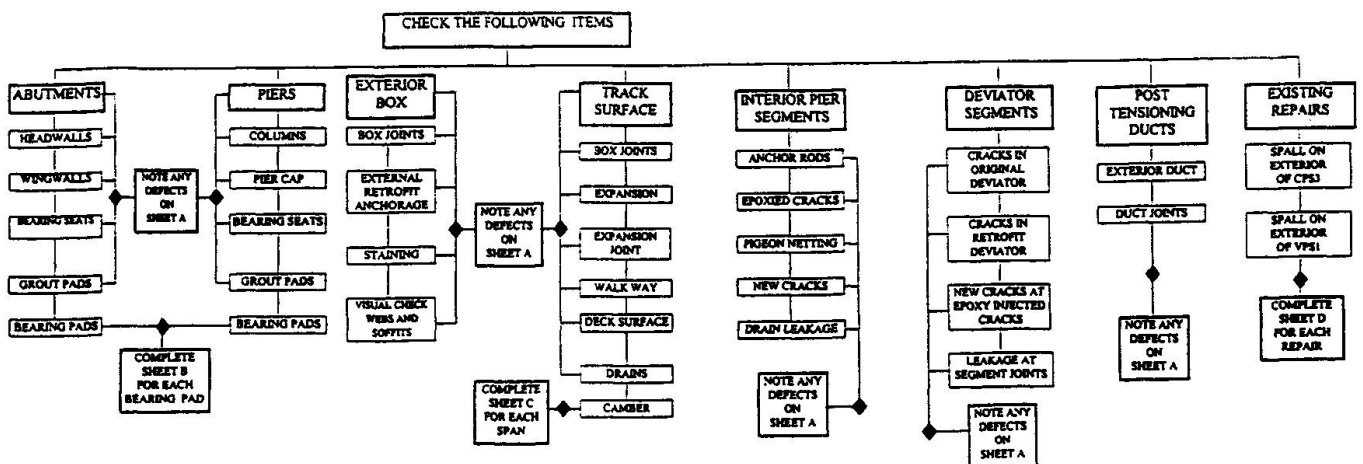 CHECK THE FOLLOWING ITEMS
ABUTMENTS
HEADWALLS
WINGWALLS
BEARING SEATS
GROUT PADS
BEARING PADS
NOTE ANY
DEFECTS
ON
SHEET A
PIERS
COLUMNS
PIER CAP
BEARING SEATS
GROUT PADS
BEARING PADS
COMPLETE
SHEET B
FOR EACH
BEARING PAD
EXTERIOR
BOX
BOX JOINTS
EXTERNAL
RETROFIT
ANCHORAGE
STAINING
VISUAL CHECK
WEBS AND
SOFFITS
NOTE ANY
DEFECTS
ON
SHEET A
TRACK
SURFACE
BOX JOINTS
EXPANSION
EXPANSION
JOINT
WALK WAY
DECK SURFACE
DRAINS
CAMBER
COMPLETE
SHEET C
FOR EACH
SPAN
INTERIOR PIER
SEGMENTS
ANCHOR RODS
EPOXIED CRACKS
PIGEON NETTING
NEW CRACKS
DRAIN LEAKAGE
NOTE ANY
DEFECTS
ON
SHEET A
DEVIATOR
SEGMENTS
CRACKS IN
ORIGINAL
DEVIATOR
CRACKS IN
RETROFIT
DEVIATOR
NEW CRACKS AT
EPOXY INJECTED
CRACKS
LEAKAGE AT
SEGMENT JOINTS
NOTE ANY
DEFECTS
ON
SHEET A
POST
TENSIONING
DUCTS
EXTERIOR DUCT
DUCT JOINTS
NOTE ANY
DEFECTS
ON
SHEET A
EXISTING
REPAIRS
SPALL ON
EXTERIOR
OF CPS3
SPALL ON
EXTERIOR
OF VPS1
COMPLETE
SHEET D
FOR EACH
REPAIR